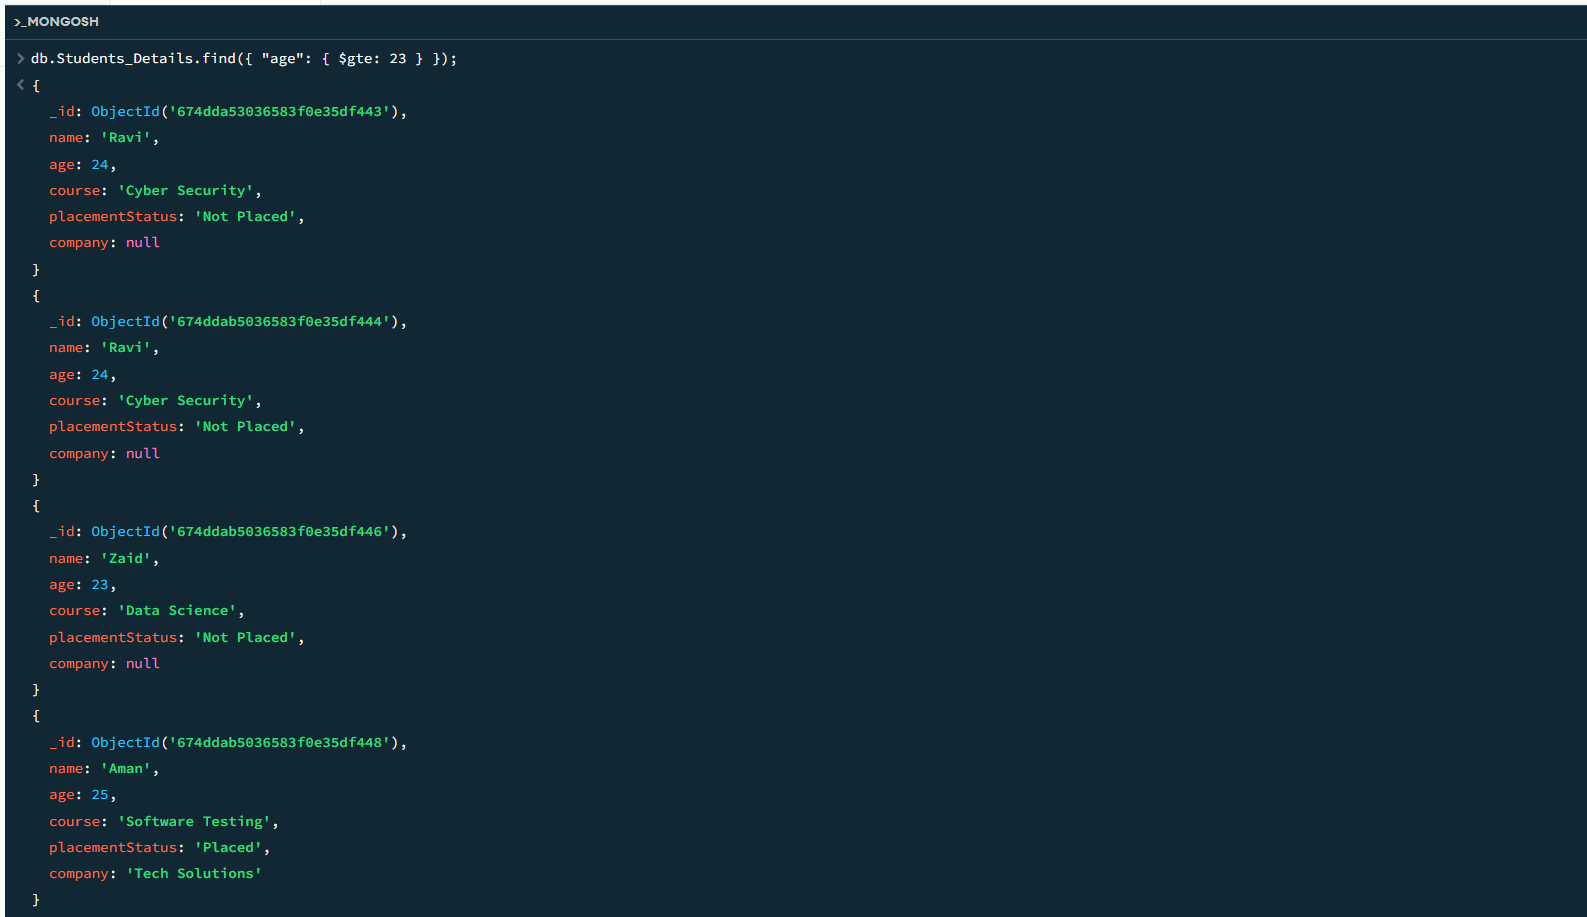 >_MONGOSH
> db.Students_Details.find({ "age": { $gte: 23 } });
< {
_id: ObjectId('674dda53036583f0e35df443'),
name: 'Ravi',
age: 24,
course: 'Cyber Security',
placementStatus: 'Not Placed',
company: null
}
{
_id: ObjectId('674ddab5036583f0e35df444'),
name: 'Ravi',
age: 24,
course: 'Cyber Security',
placementStatus: 'Not Placed',
company: null
}
{
_id: ObjectId('674ddab5036583f0e35df446'),
name: 'Zaid',
age: 23,
course: 'Data Science',
placementStatus: 'Not Placed',
company: null
}
{
_id: ObjectId('674ddab5036583f0e35df448'),
name: 'Aman',
age: 25,
course: 'Software Testing',
placementStatus: 'Placed',
company: 'Tech Solutions'
}